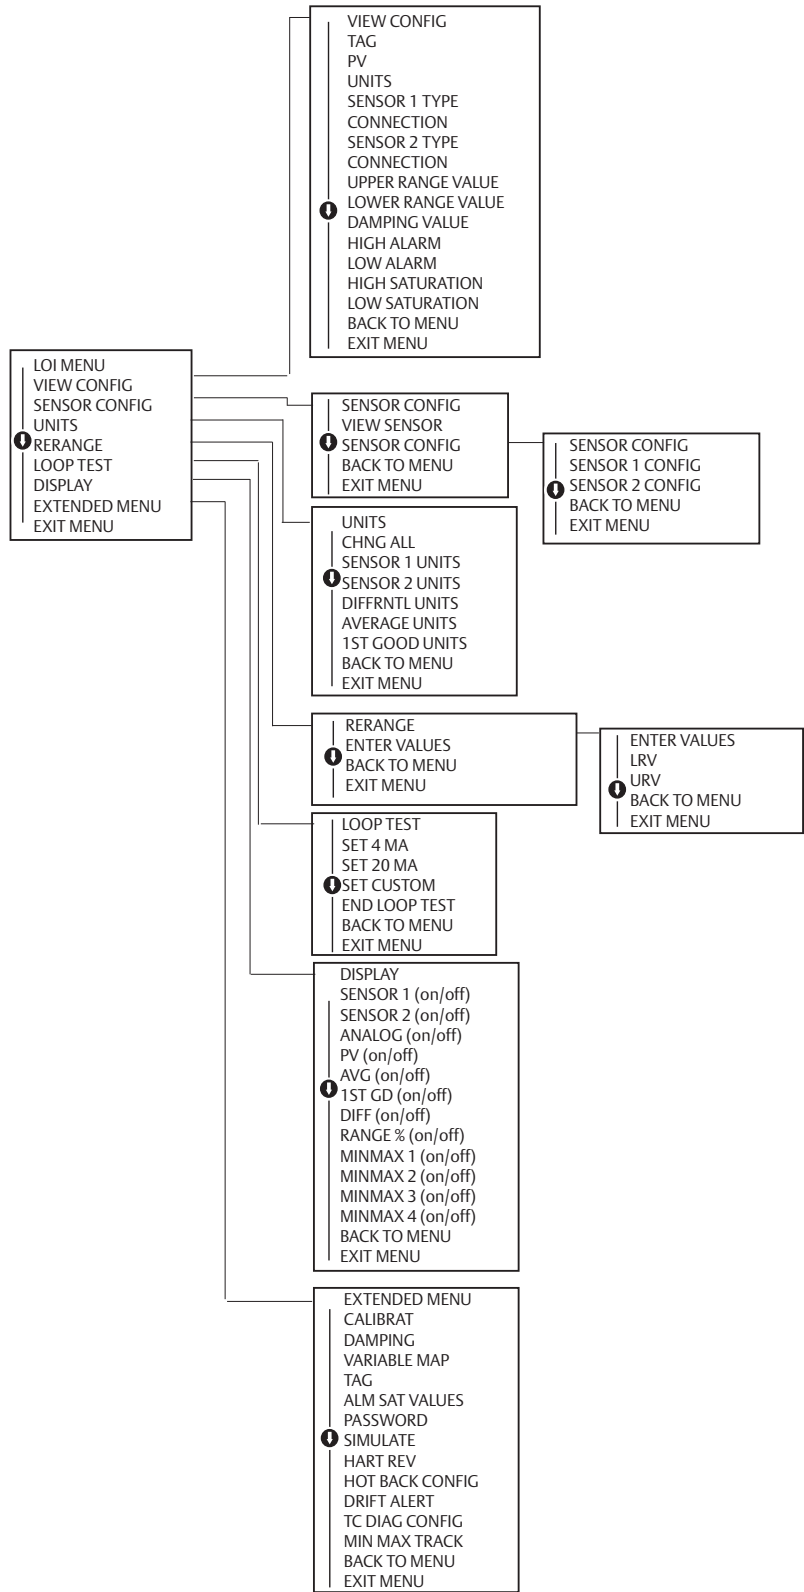 VIEW CONFIG
TAG
PV
UNITS
SENSOR 1 TYPE
CONNECTION
SENSOR 2 TYPE
CONNECTION
UPPER RANGE VALUE
LOWER RANGE VALUE
DAMPING VALUE
HIGH ALARM
LOW ALARM
HIGH SATURATION
LOW SATURATION
BACK TO MENU
EXIT MENU
LOI MENU
VIEW CONFIG
SENSOR CONFIG
UNITS
RERANGE
LOOP TEST
DISPLAY
EXTENDED MENU
EXIT MENU
SENSOR CONFIG
VIEW SENSOR
SENSOR CONFIG
BACK TO MENU
EXIT MENU
SENSOR CONFIG
SENSOR 1 CONFIG
SENSOR 2 CONFIG
BACK TO MENU
EXIT MENU
UNITS
CHNG ALL
SENSOR 1 UNITS
SENSOR 2 UNITS
DIFFRNTL UNITS
AVERAGE UNITS
1ST GOOD UNITS
BACK TO MENU
EXIT MENU
RERANGE
ENTER VALUES
BACK TO MENU
EXIT MENU
ENTER VALUES
LRV
URV
BACK TO MENU
EXIT MENU
LOOP TEST
SET 4 MA
SET 20 MA
SET CUSTOM
END LOOP TEST
BACK TO MENU
EXIT MENU
DISPLAY
SENSOR 1 (on/off)
SENSOR 2 (on/off)
ANALOG (on/off)
PV (on/off)
AVG (on/off)
1ST GD (on/off)
DIFF (on/off)
RANGE % (on/off)
MINMAX 1 (on/off)
MINMAX 2 (on/off)
MINMAX 3 (on/off)
MINMAX 4 (on/off)
BACK TO MENU
EXIT MENU
EXTENDED MENU
CALIBRAT
DAMPING
VARIABLE MAP
TAG
ALM SAT VALUES
PASSWORD
SIMULATE
HART REV
HOT BACK CONFIG
DRIFT ALERT
TC DIAG CONFIG
MIN MAX TRACK
BACK TO MENU
EXIT MENU